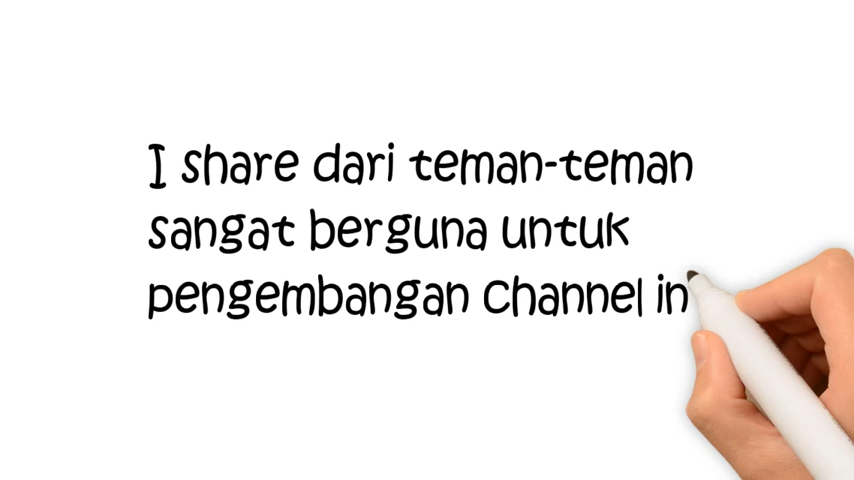 I share dari teman-teman
sangat berguna untuk
pengembangan channel in